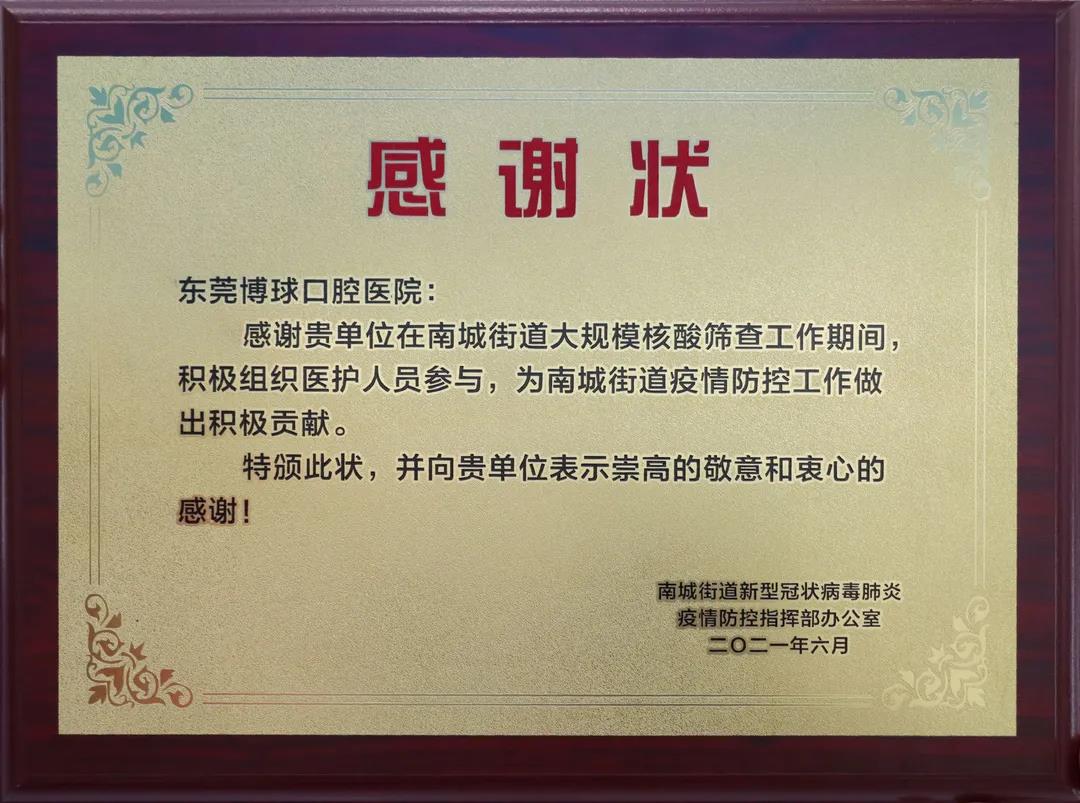 感谢状
东莞博球口腔医院：
感谢贵单位在南城街道大规模核酸筛查工作期间，
积极组织医护人员参与，为南城街道疫情防控工作做
出积极贡献。
特颁此状，并向贵单位表示崇高的敬意和衷心的
感谢！
南城街道新型冠状病毒肺炎
疫情防控指挥部办公室
二〇二一年六月